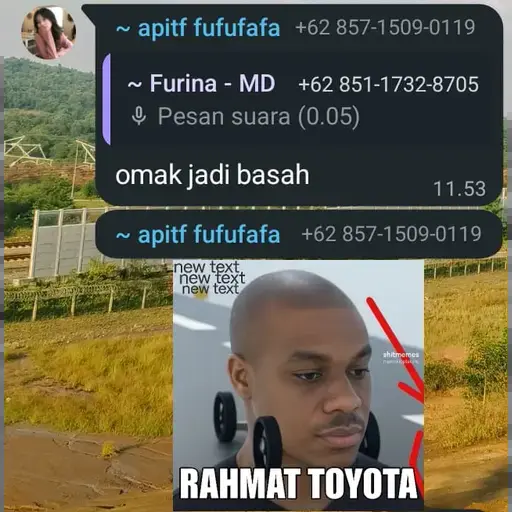 ~ apitf fufufafa +62 857-1509-0119
~ Furina - MD +62 851-1732-8705
Pesan suara (0.05)
omak jadi basah
11.53
~ apitf fufufafa +62 857-1509-0119
new text
new text
new text
shitmemes
RAHMAT TOYOTA